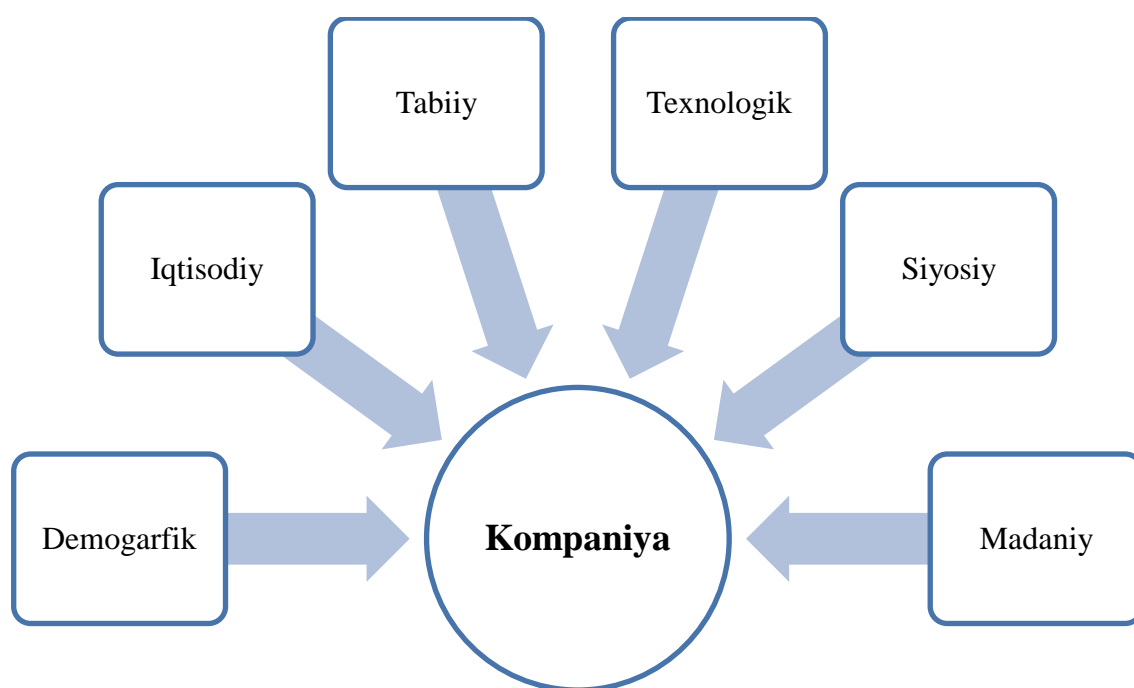 Tabiiy
Texnologik
Iqtisodiy
Siyosiy
Demogarfik
Kompaniya
Madaniy